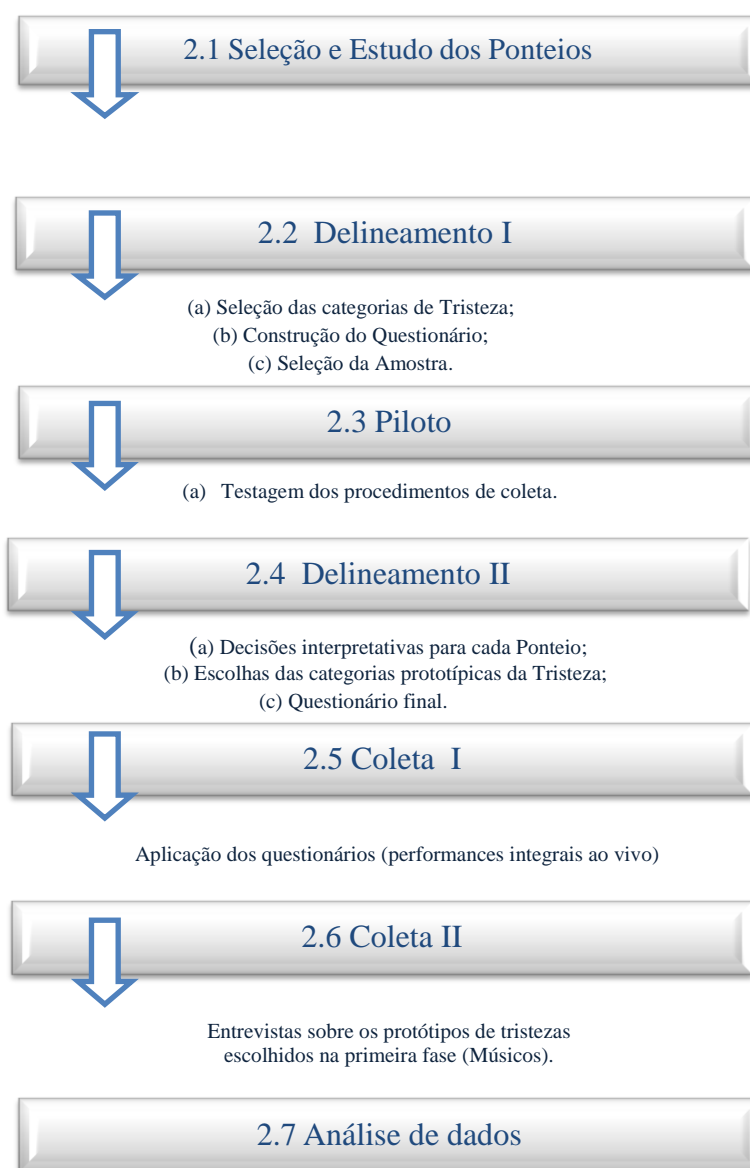 2.1 Seleção e Estudo dos Ponteios
2.2 Delineamento I
(a) Seleção das categorias de Tristeza;
(b) Construção do Questionário;
(c) Seleção da Amostra.
2.3 Piloto
(a) Testagem dos procedimentos de coleta.
2.4 Delineamento II
(a) Decisões interpretativas para cada Ponteio;
(b) Escolhas das categorias prototípicas da Tristeza;
(c) Questionário final.
2.5 Coleta I
Aplicação dos questionários (performances integrais ao vivo)
2.6 Coleta II
Entrevistas sobre os protótipos de tristezas
escolhidos na primeira fase (Músicos).
2.7 Análise de dados